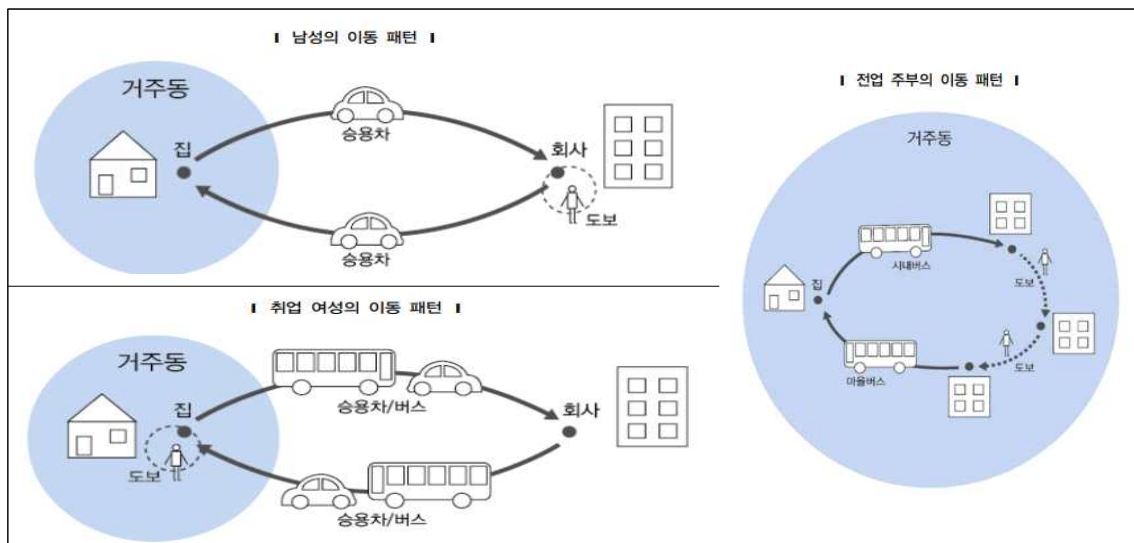 ▮ 남성의 이동 패턴 ▮
거주동
집
승용차
회사
도보
승용차
▮ 취업 여성의 이동 패턴 ▮
거주동
집
승용차/버스
회사
도보
승용차/버스
▮ 전업 주부의 이동 패턴 ▮
거주동
시내버스
도보
집
도보
마을버스